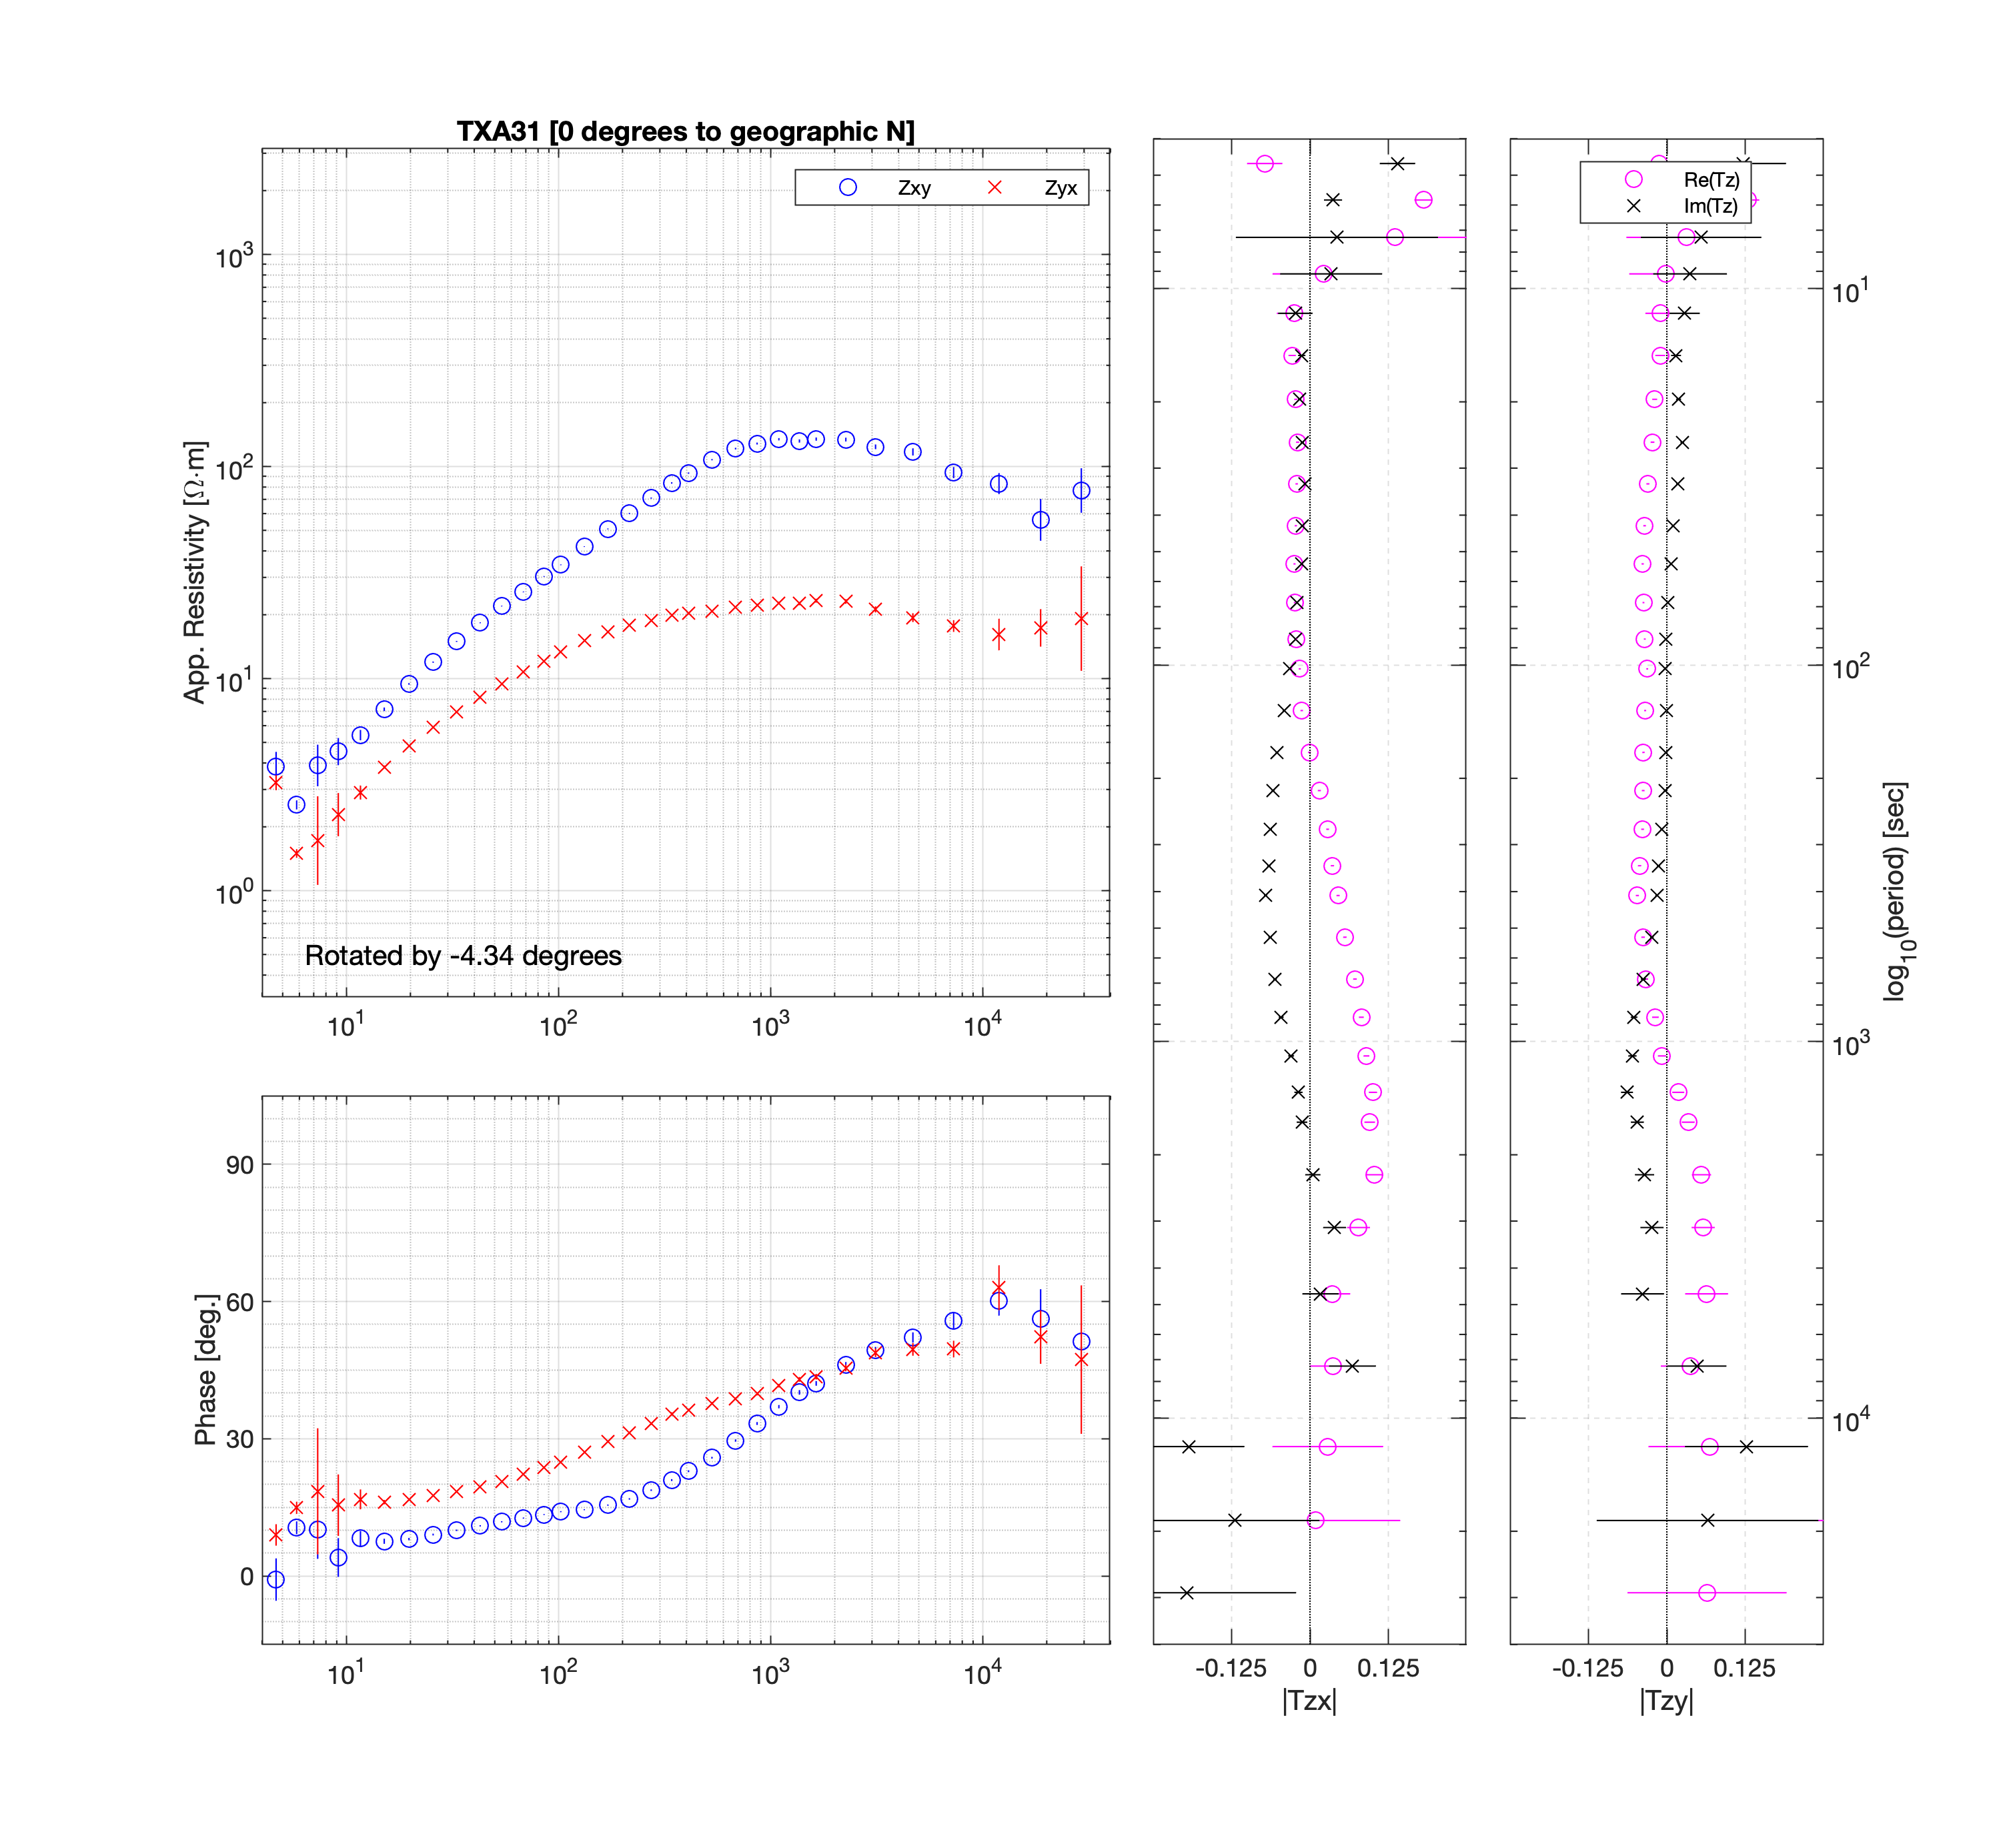 TXA31 [0 degrees to geographic N]
Zxy Zyx
App. Resistivity [Ω·m]
10³
10²
10¹
10⁰
Rotated by -4.34 degrees
10¹ 10² 10³ 10⁴
Phase [deg.]
90
60
30
0
10¹ 10² 10³ 10⁴
-0.125 0 0.125
|Tzx|
Re(Tz)
Im(Tz)
10¹
10²
10³
10⁴
log₁₀(period) [sec]
-0.125 0 0.125
|Tzy|